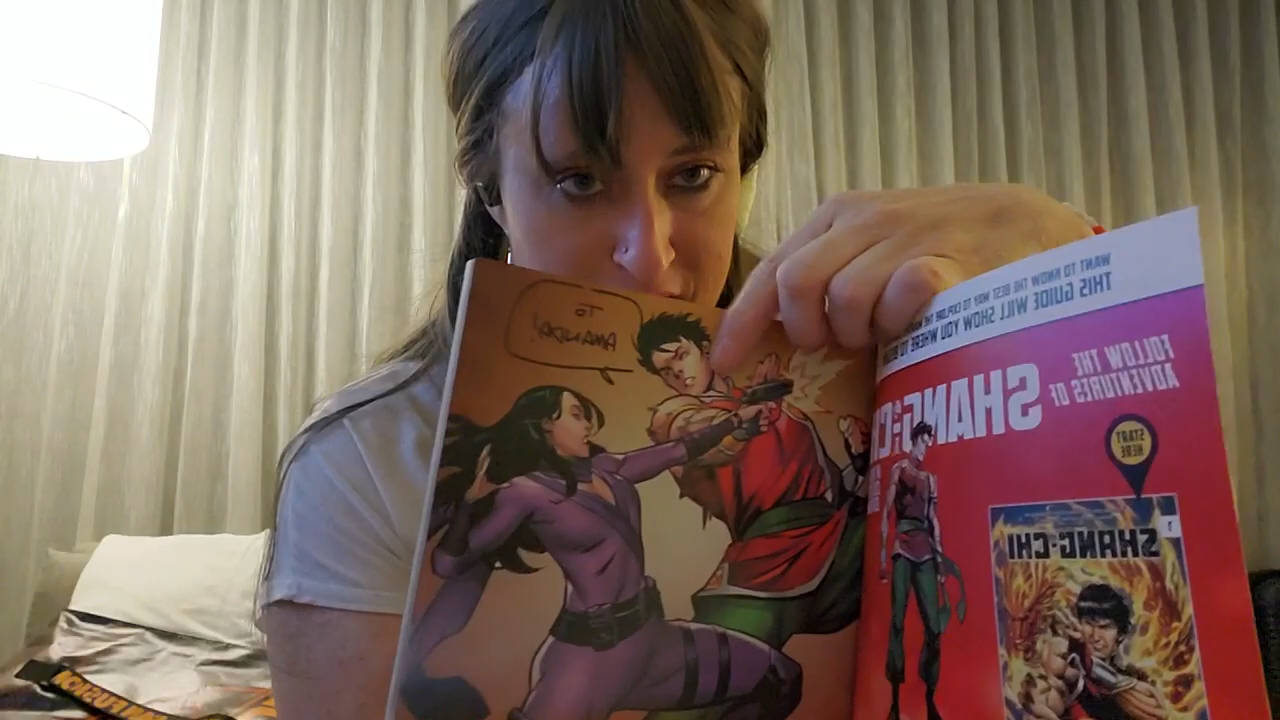 TO
AMANDA!
WANT TO KNOW THE BEST WAY TO EXPLORE THE
THIS GUIDE WILL SHOW YOU WHERE TO
FOLLOW THE
ADVENTURES OF
SHANG-CHI
START
HERE
SHANG-CHI